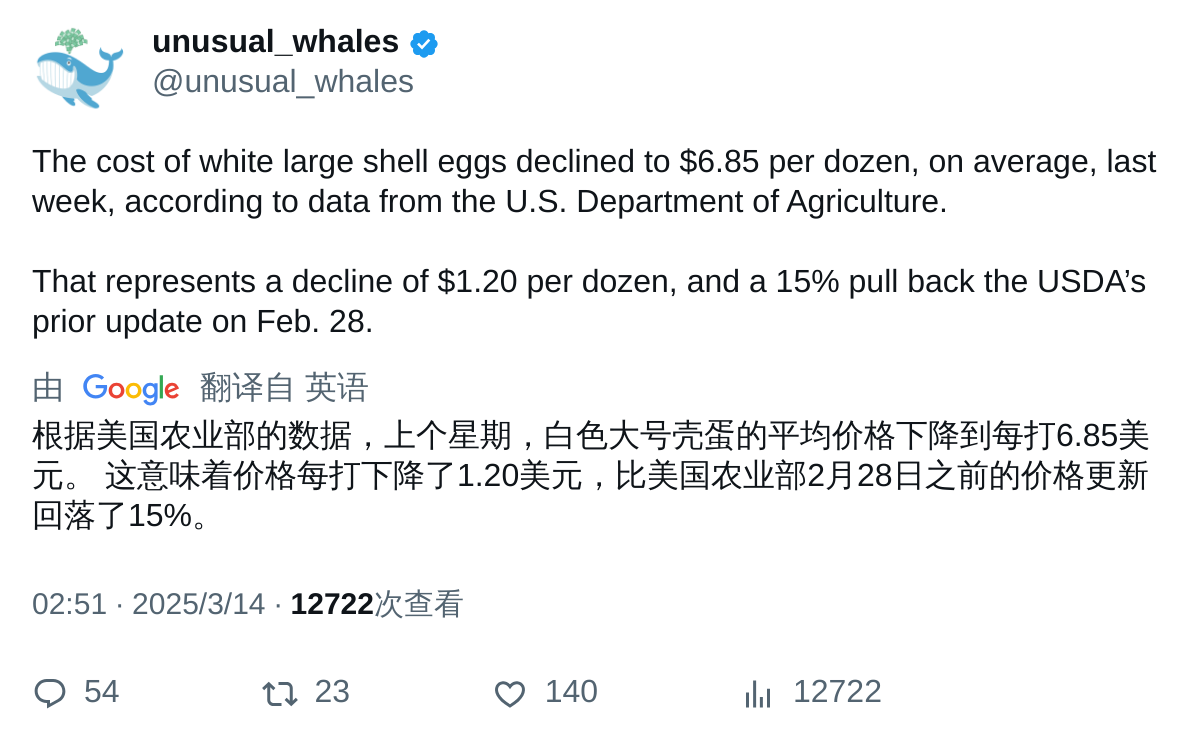 unusual_whales
@unusual_whales
The cost of white large shell eggs declined to $6.85 per dozen, on average, last
week, according to data from the U.S. Department of Agriculture.
That represents a decline of $1.20 per dozen, and a 15% pull back the USDA’s
prior update on Feb. 28.
由 Google 翻译自 英语
根据美国农业部的数据，上个星期，白色大号壳蛋的平均价格下降到每打6.85美
元。 这意味着价格每打下降了1.20美元，比美国农业部2月28日之前的价格更新
回落了15%。
02:51 · 2025/3/14 · 12722次查看
54 23 140 12722